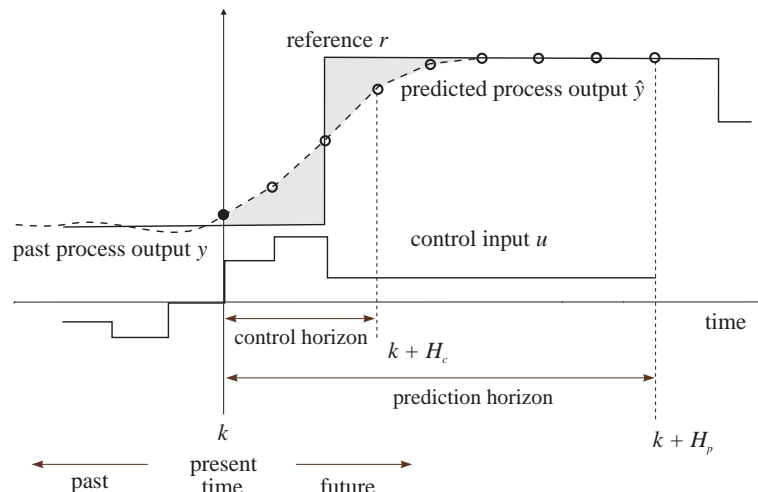 reference r
predicted process output ŷ
past process output y
control input u
time
control horizon
k + H_c
prediction horizon
k + H_p
k
past
present
time
future